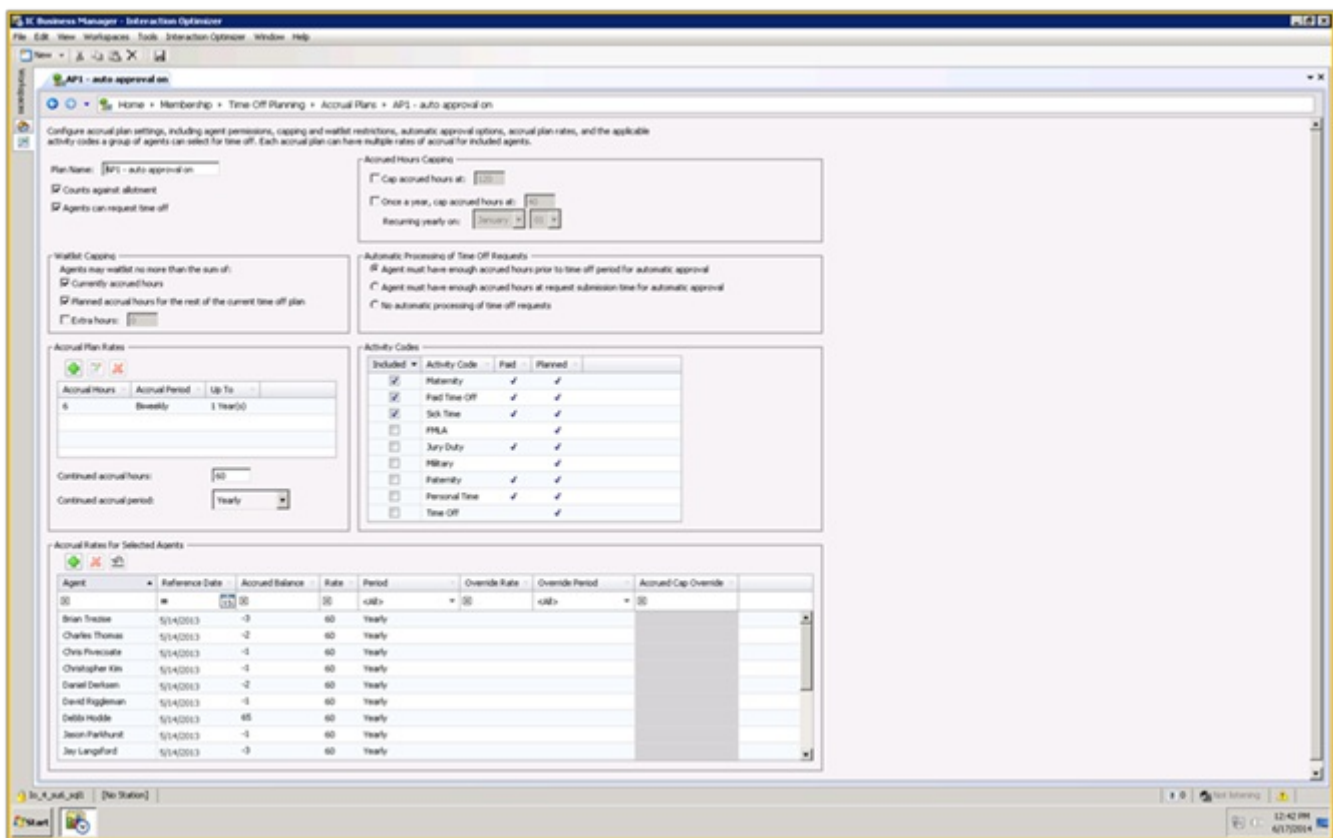 IC Business Manager - Interaction Optimizer
File Edit View Workspaces Tools Interaction Optimizer Window Help
New
AP1 - auto approval on
Home Membership Time Off Planning Accrual Plans AP1 - auto approval on
Configure accrual plan settings, including agent permissions, capping and waitlist restrictions, automatic approval options, accrual plan rates, and the applicable
activity codes a group of agents can select for time off. Each accrual plan can have multiple rates of accrual for included agents.
Plan Name: AP1 - auto approval on
Counts against allotment
Agents can request time off
Accrued Hours Capping
Cap accrued hours at: 120
Once a year, cap accrued hours at: 40
Recurring yearly on: January 01
Waitlist Capping
Agents may waitlist no more than the sum of:
Currently accrued hours
Planned accrual hours for the rest of the current time off plan
Extra hours: 0
Automatic Processing of Time Off Requests
Agent must have enough accrued hours prior to time off period for automatic approval
Agent must have enough accrued hours at request submission time for automatic approval
No automatic processing of time off requests
Accrual Plan Rates
Accrual Hours Accrual Period Up To
6 Biweekly 1 Year(s)
Continued accrual hours: 60
Continued accrual period: Yearly
Activity Codes
Included Activity Code Paid Planned
Maternity
Paid Time Off
Sick Time
FMLA
Jury Duty
Military
Paternity
Personal Time
Time Off
Accrual Rates for Selected Agents
Agent Reference Date Accrued Balance Rate Period Override Rate Override Period Accrued Cap Override
= 15 <All> <All>
Brian Trezise 5/14/2013 -3 60 Yearly
Charles Thomas 5/14/2013 -2 60 Yearly
Chris Pivecoate 5/14/2013 -1 60 Yearly
Christopher Kim 5/14/2013 -1 60 Yearly
Daniel Derksen 5/14/2013 -2 60 Yearly
David Riggleman 5/14/2013 -1 60 Yearly
Debbi Hodde 5/14/2013 65 60 Yearly
Jason Parkhurst 5/14/2013 -1 60 Yearly
Jay Langsford 5/14/2013 -3 60 Yearly
[No Station]
0 Not listening
Start
12:42 PM
6/17/2014